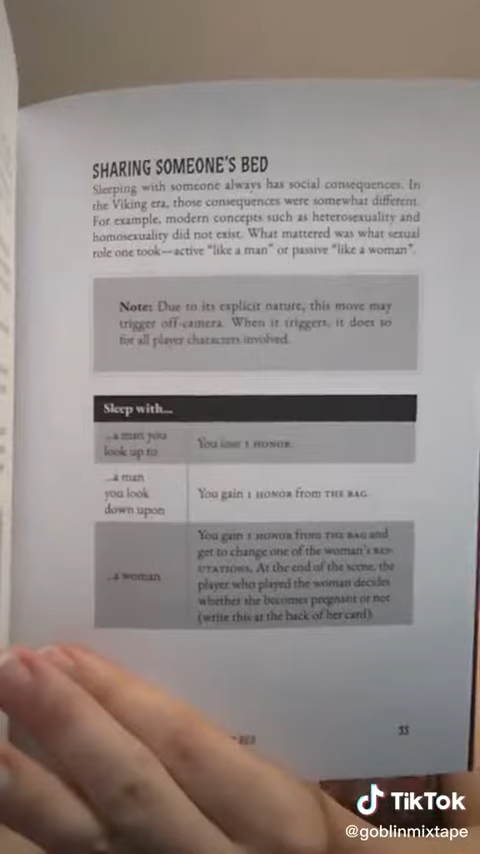 SHARING SOMEONE'S BED
Sleeping with someone always has social consequences. In
the Viking era, those consequences were somewhat different.
For example, modern concepts such as heterosexuality and
homosexuality did not exist. What mattered was what sexual
role one took—active “like a man” or passive “like a woman”.
Note: Due to its explicit nature, this move may
trigger off-camera. When it triggers, it does so
for all player characters involved.
Sleep with...
...a man you
look up to
You lose 1 HONOR.
...a man
you look
down upon
You gain 1 HONOR from THE BAG.
...a woman
You gain 1 HONOR from THE BAG and
get to change one of the woman's REP-
UTATIONS. At the end of the scene, the
player who played the woman decides
whether she becomes pregnant or not
(write this at the back of her card).
BED
33
TikTok
@goblinmixtape